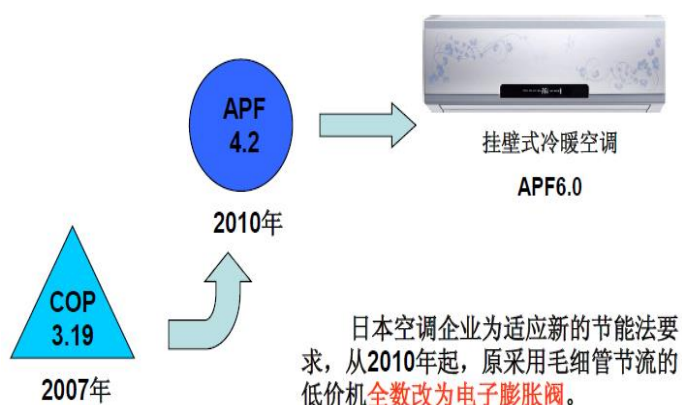 APF
4.2
2010年
挂壁式冷暖空调
APF6.0
COP
3.19
2007年
日本空调企业为适应新的节能法要
求，从2010年起，原采用毛细管节流的
低价机全数改为电子膨胀阀。